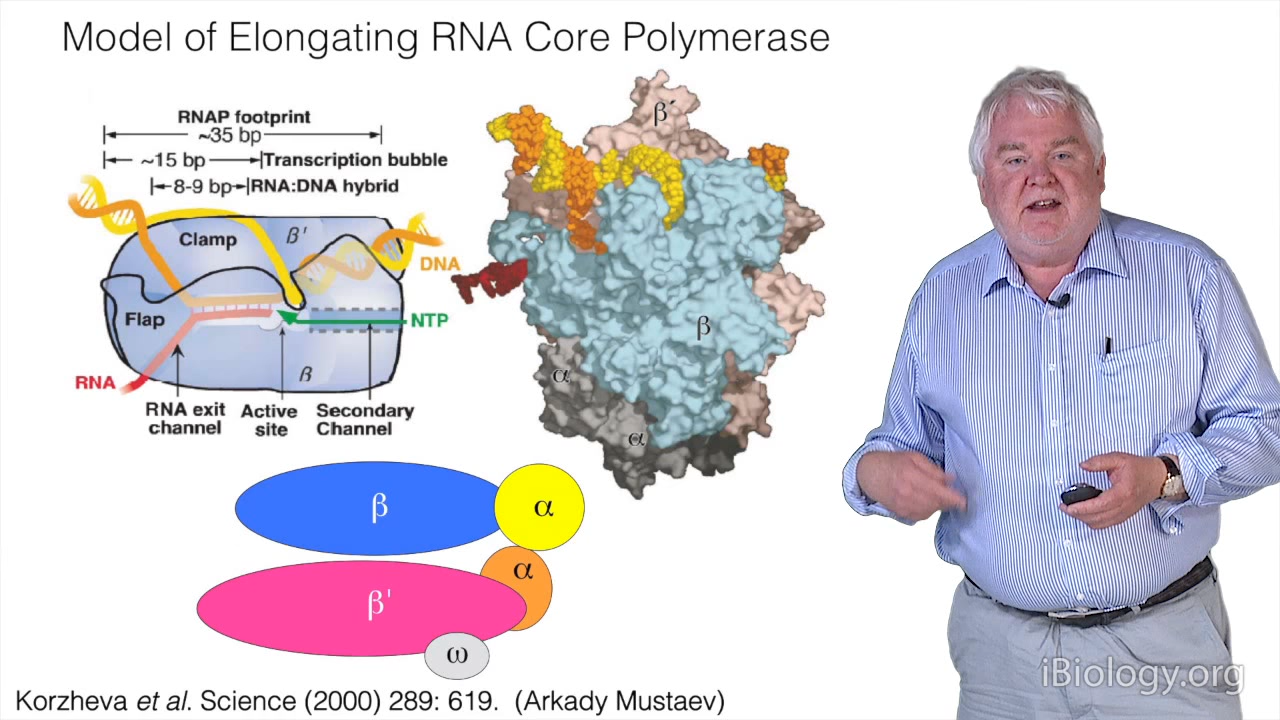 Model of Elongating RNA Core Polymerase
RNAP footprint
~35 bp
~15 bp
Transcription bubble
8-9 bp
RNA:DNA hybrid
Clamp
β'
DNA
Flap
NTP
β
RNA
RNA exit
channel
Active
site
Secondary
Channel
β´
β
α
α
β
α
α
β'
ω
Korzheva et al. Science (2000) 289: 619. (Arkady Mustaev)
iBiology.org